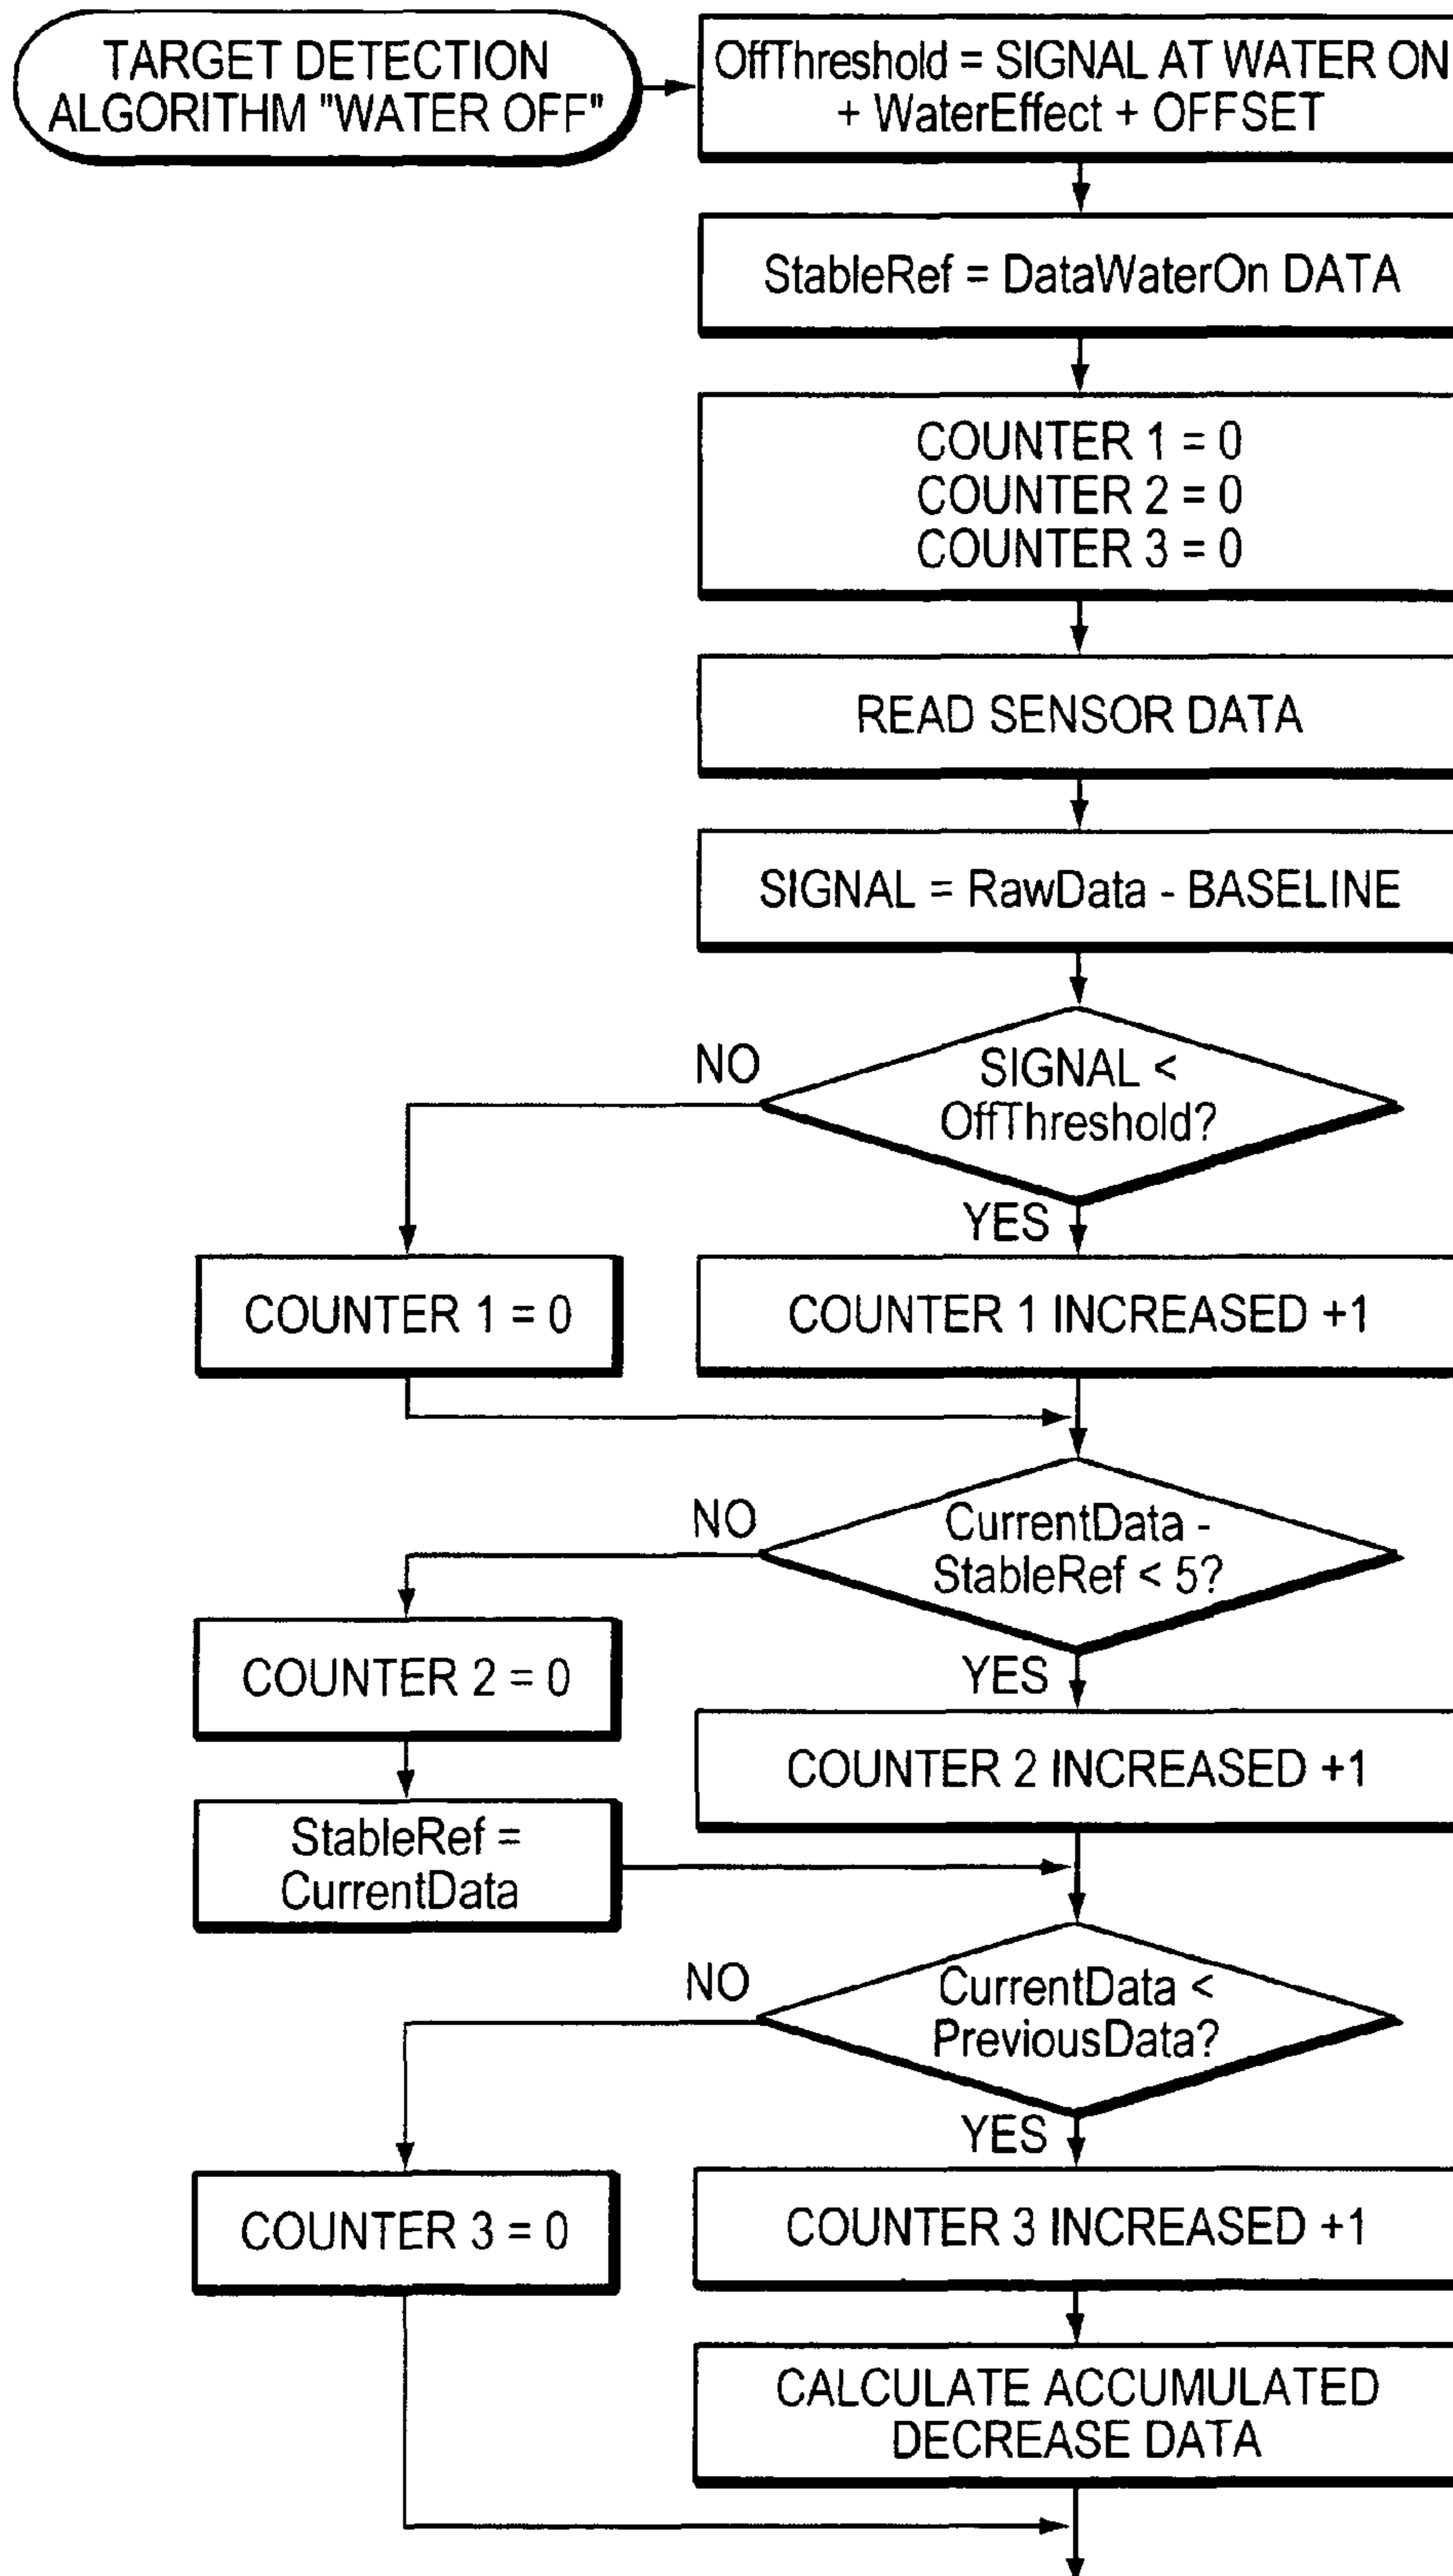 TARGET DETECTION
ALGORITHM "WATER OFF"
OffThreshold = SIGNAL AT WATER ON
+ WaterEffect + OFFSET
StableRef = DataWaterOn DATA
COUNTER 1 = 0
COUNTER 2 = 0
COUNTER 3 = 0
READ SENSOR DATA
SIGNAL = RawData - BASELINE
SIGNAL <
OffThreshold?
NO
YES
COUNTER 1 = 0
COUNTER 1 INCREASED +1
CurrentData -
StableRef < 5?
NO
YES
COUNTER 2 = 0
COUNTER 2 INCREASED +1
StableRef =
CurrentData
CurrentData <
PreviousData?
NO
YES
COUNTER 3 = 0
COUNTER 3 INCREASED +1
CALCULATE ACCUMULATED
DECREASE DATA